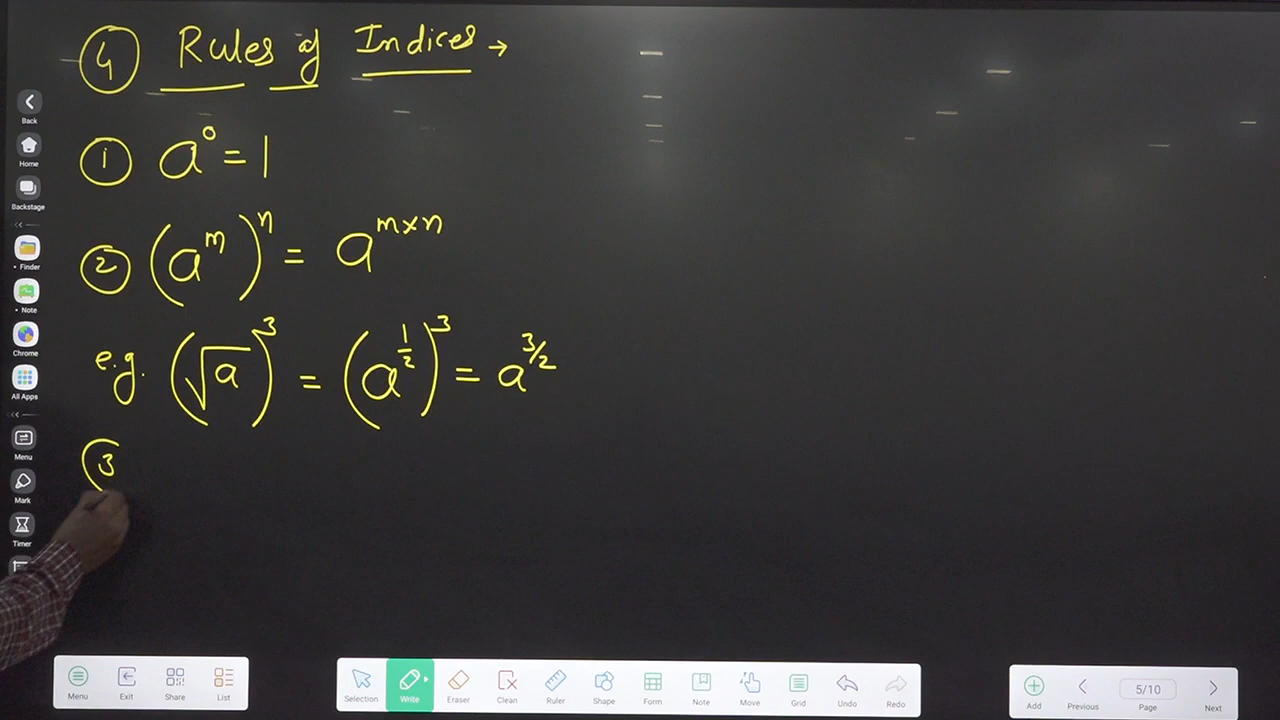 ④ Rules of Indices →
① a⁰ = 1
② (aᵐ)ⁿ = a^{m×n}
e.g. (√a)³ = (a^{1/2})³ = a^{3/2}
③
Back
Home
Backstage
Finder
Note
Chrome
All Apps
Menu
Mark
Timer
Menu Exit Share List
Selection Write Eraser Clean Ruler Shape Form Note Move Grid Undo Redo
Add Previous 5/10 Next